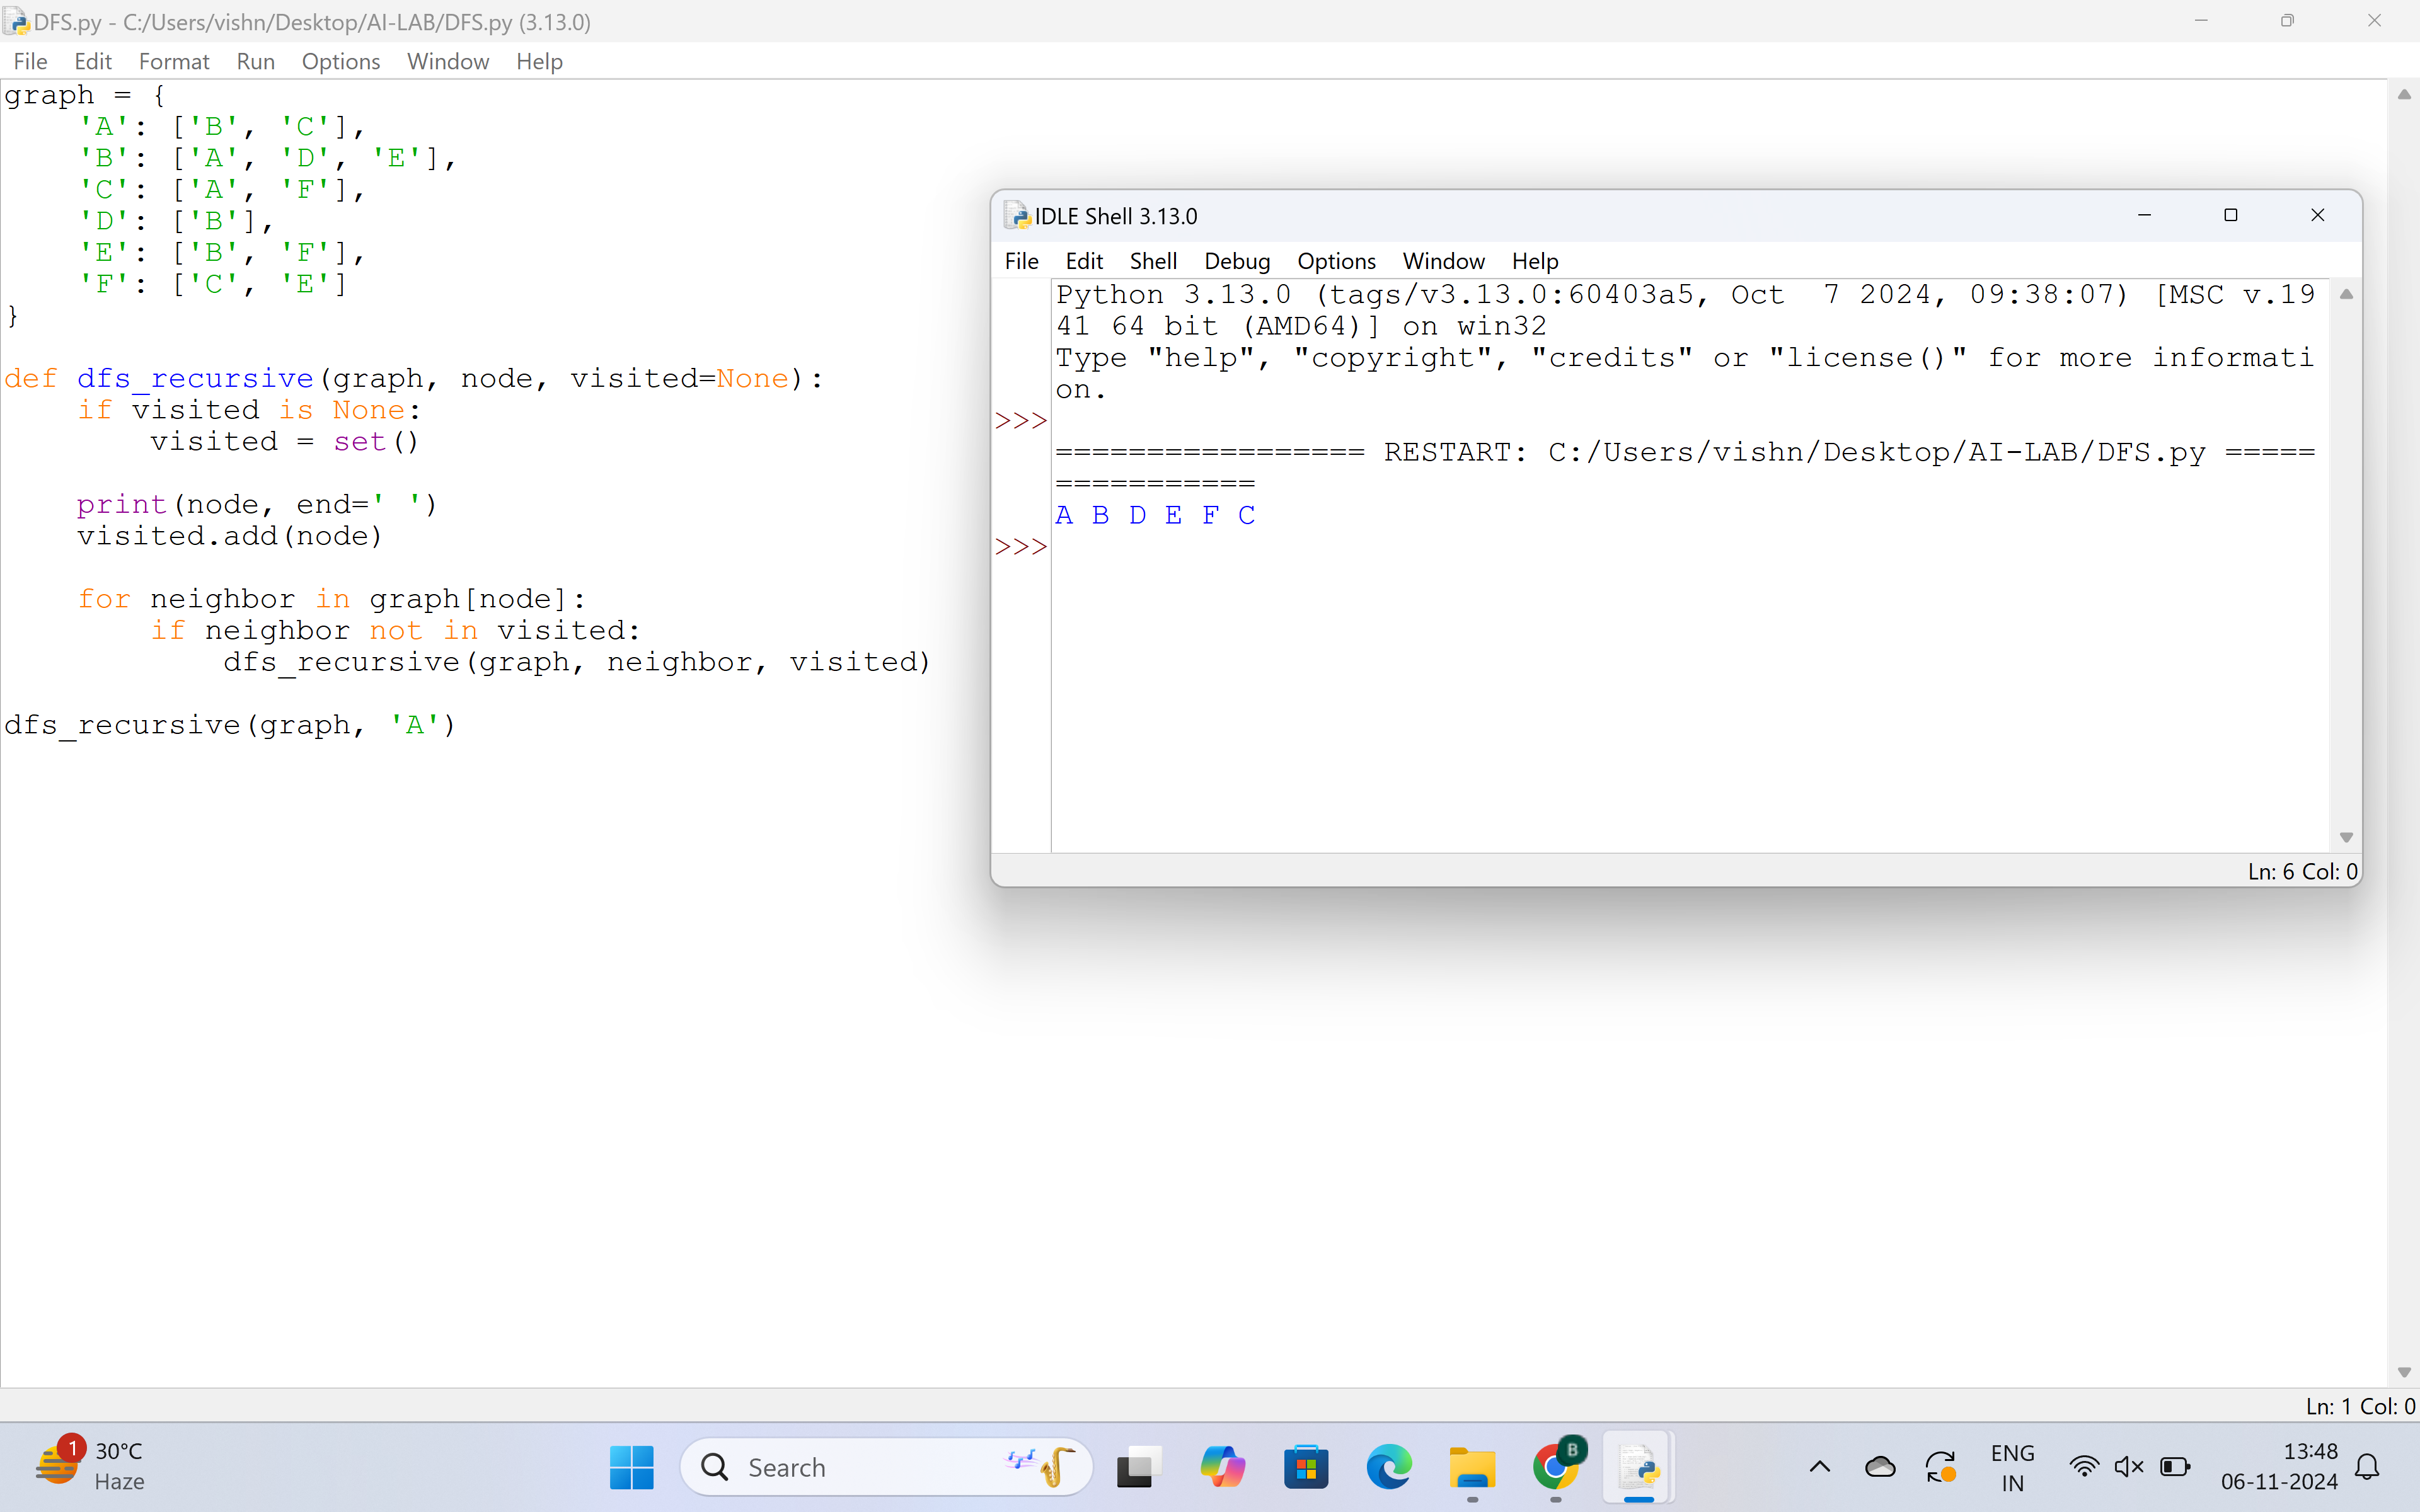 DFS.py - C:/Users/vishn/Desktop/AI-LAB/DFS.py (3.13.0)
File Edit Format Run Options Window Help
graph = {
    'A': ['B', 'C'],
    'B': ['A', 'D', 'E'],
    'C': ['A', 'F'],
    'D': ['B'],
    'E': ['B', 'F'],
    'F': ['C', 'E']
}
def dfs_recursive(graph, node, visited=None):
    if visited is None:
        visited = set()
    print(node, end=' ')
    visited.add(node)
    for neighbor in graph[node]:
        if neighbor not in visited:
            dfs_recursive(graph, neighbor, visited)
dfs_recursive(graph, 'A')
IDLE Shell 3.13.0
File Edit Shell Debug Options Window Help
Python 3.13.0 (tags/v3.13.0:60403a5, Oct  7 2024, 09:38:07) [MSC v.19
41 64 bit (AMD64)] on win32
Type "help", "copyright", "credits" or "license()" for more informati
on.
>>>
================= RESTART: C:/Users/vishn/Desktop/AI-LAB/DFS.py =====
===========
A B D E F C
>>>
Ln: 6 Col: 0
Ln: 1 Col: 0
1
30°C
Haze
Search
B
ENG
IN
13:48
06-11-2024